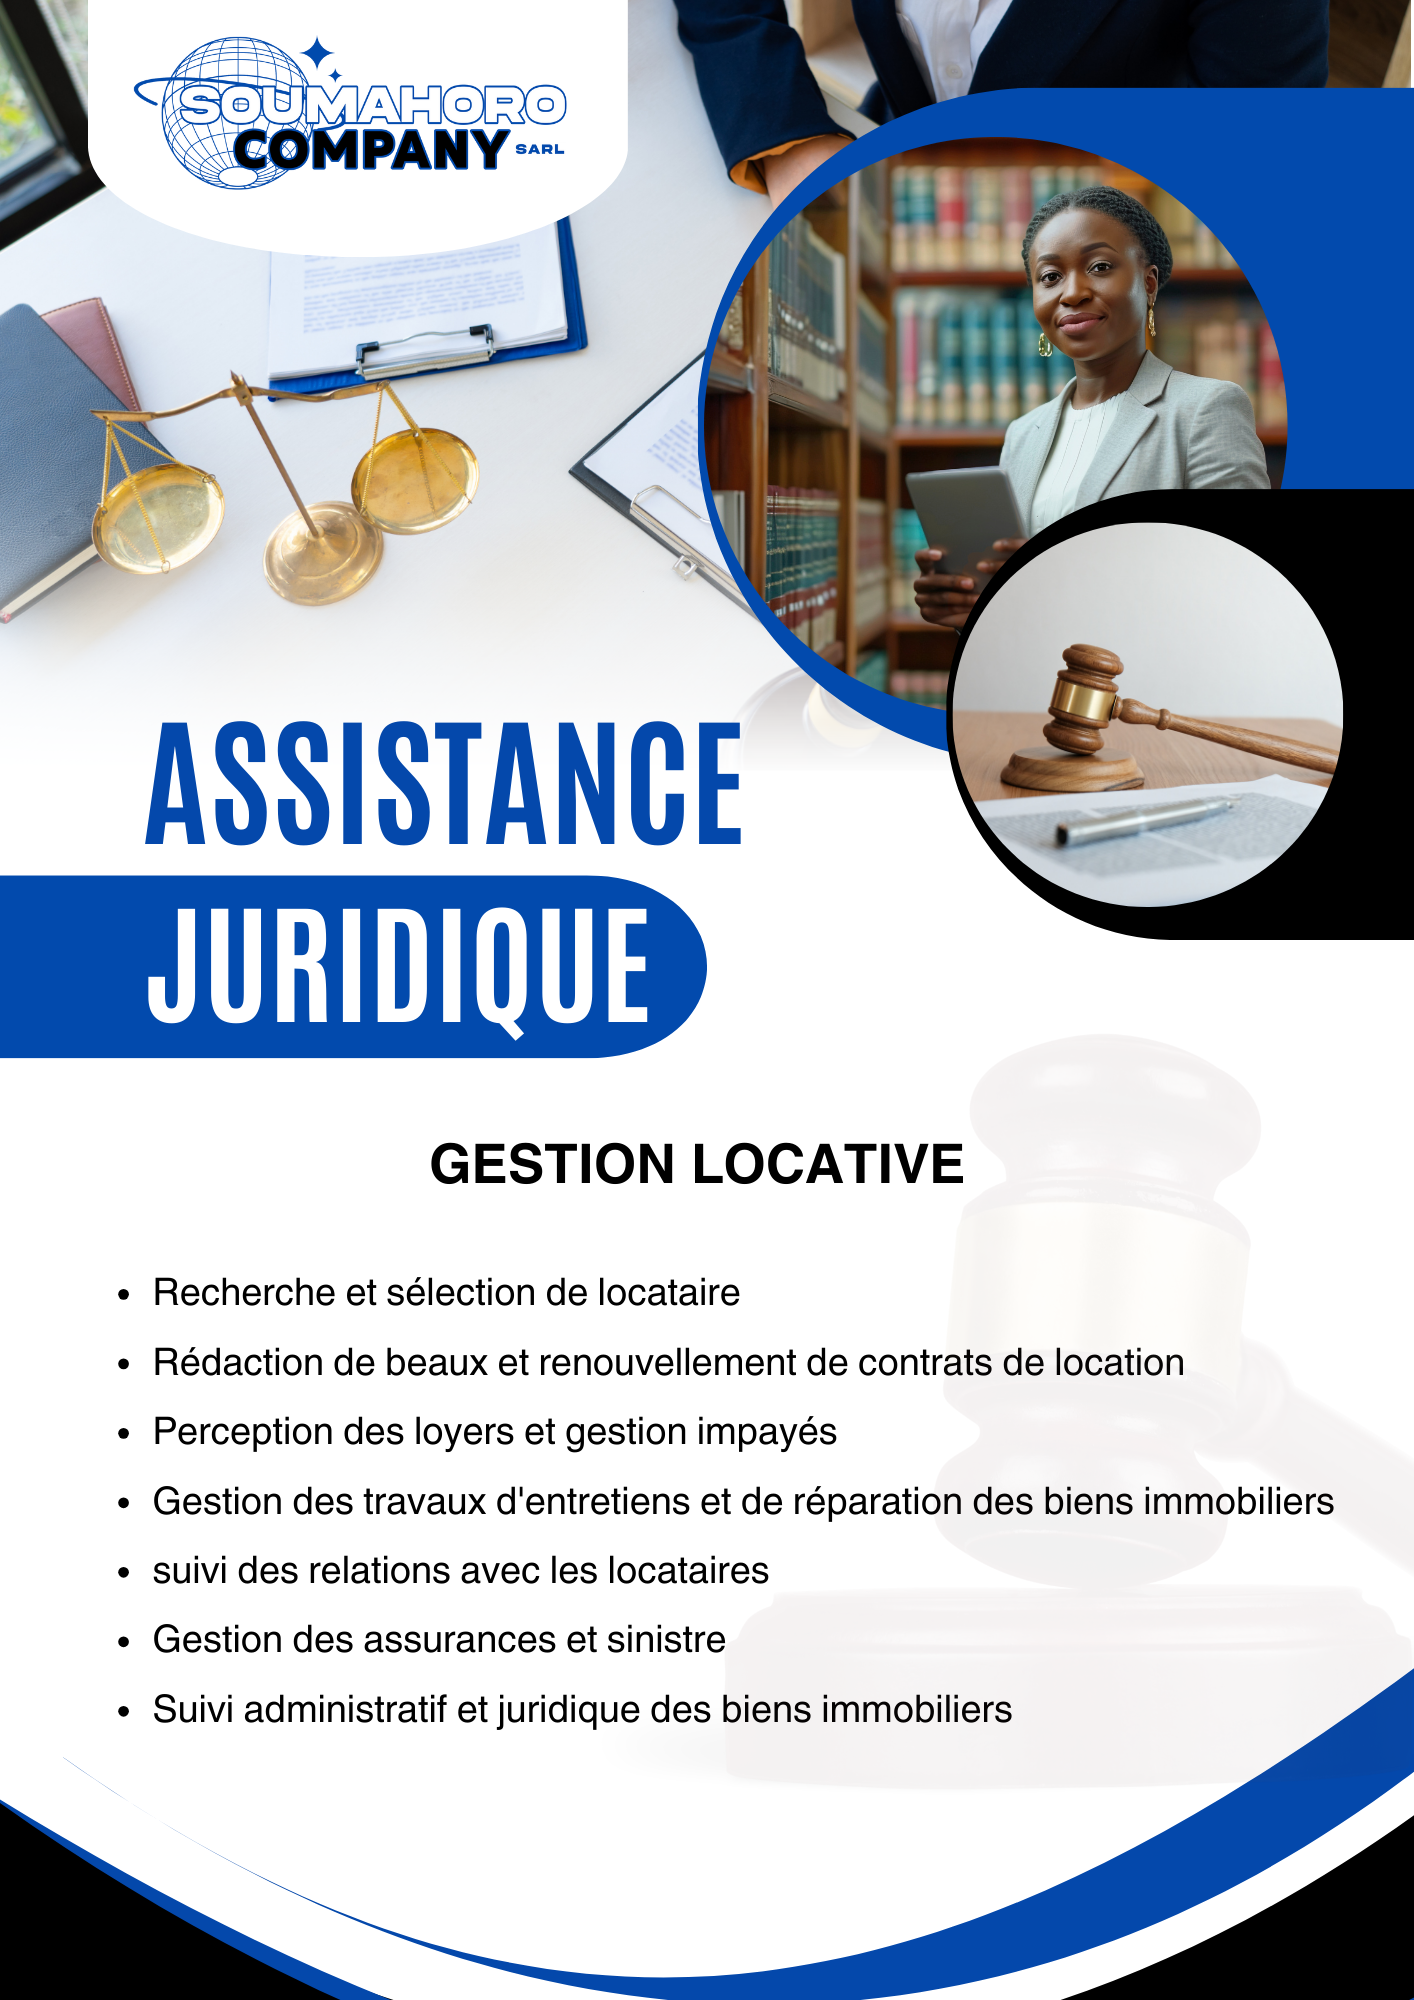 SOUMAHORO
COMPANY SARL
ASSISTANCE
JURIDIQUE
GESTION LOCATIVE
• Recherche et sélection de locataire
• Rédaction de beaux et renouvellement de contrats de location
• Perception des loyers et gestion impayés
• Gestion des travaux d'entretiens et de réparation des biens immobiliers
• suivi des relations avec les locataires
• Gestion des assurances et sinistre
• Suivi administratif et juridique des biens immobiliers